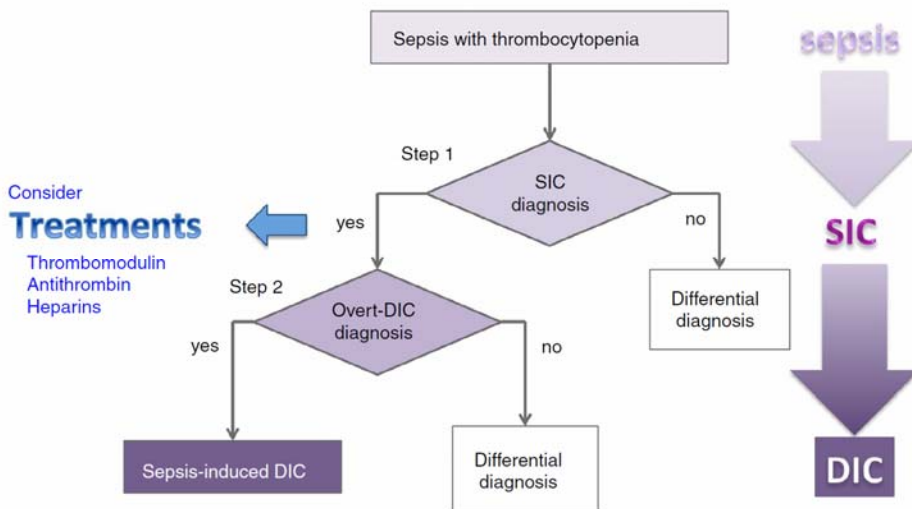 Sepsis with thrombocytopenia
sepsis
Step 1
SIC
diagnosis
Consider
Treatments
Thrombomodulin
Antithrombin
Heparins
yes
no
SIC
Step 2
Overt-DIC
diagnosis
Differential
diagnosis
yes
no
Sepsis-induced DIC
Differential
diagnosis
DIC